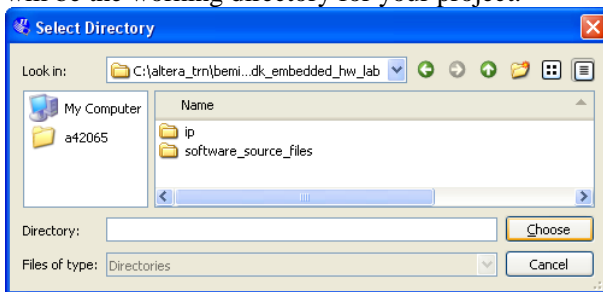 will be the working directory for your project.
Select Directory
Look in: C:\altera_trn\bemi...dk_embedded_hw_lab
My Computer
a42065
Name
ip
software_source_files
Directory:
Choose
Files of type: Directories
Cancel